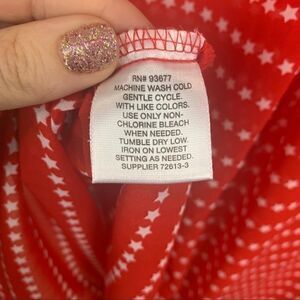 RN# 93677
MACHINE WASH COLD
GENTLE CYCLE.
WITH LIKE COLORS.
USE ONLY NON-
CHLORINE BLEACH
WHEN NEEDED.
TUMBLE DRY LOW.
IRON ON LOWEST
SETTING AS NEEDED.
SUPPLIER 72813-3